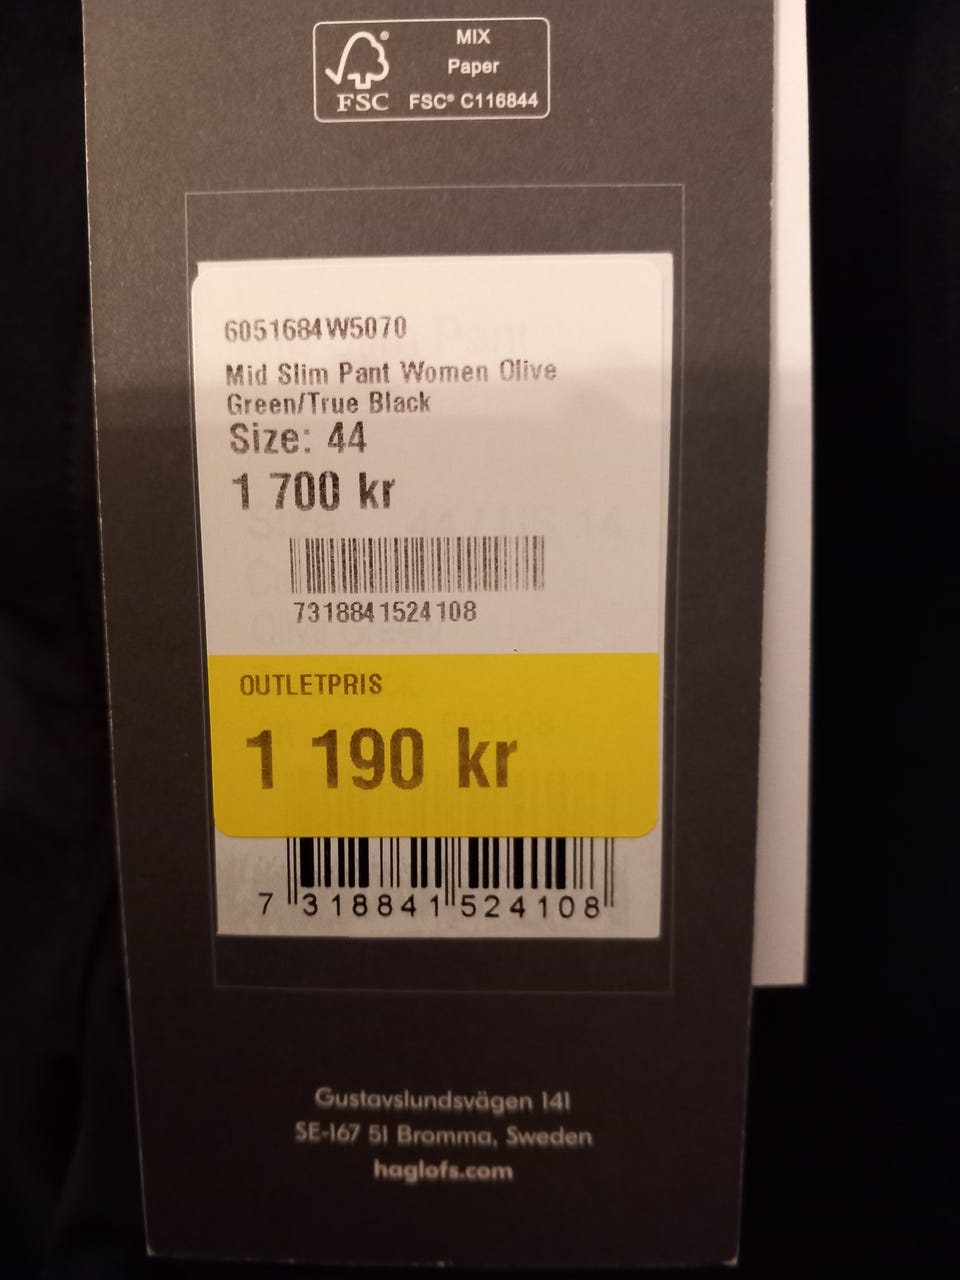 MIX
Paper
FSC® FSC® C116844
6051684W5070
Mid Slim Pant Women Olive
Green/True Black
Size: 44
1 700 kr
7318841524108
OUTLETPRIS
1 190 kr
7 318841 524108
Gustavslundsvägen 141
SE-167 51 Bromma, Sweden
haglofs.com